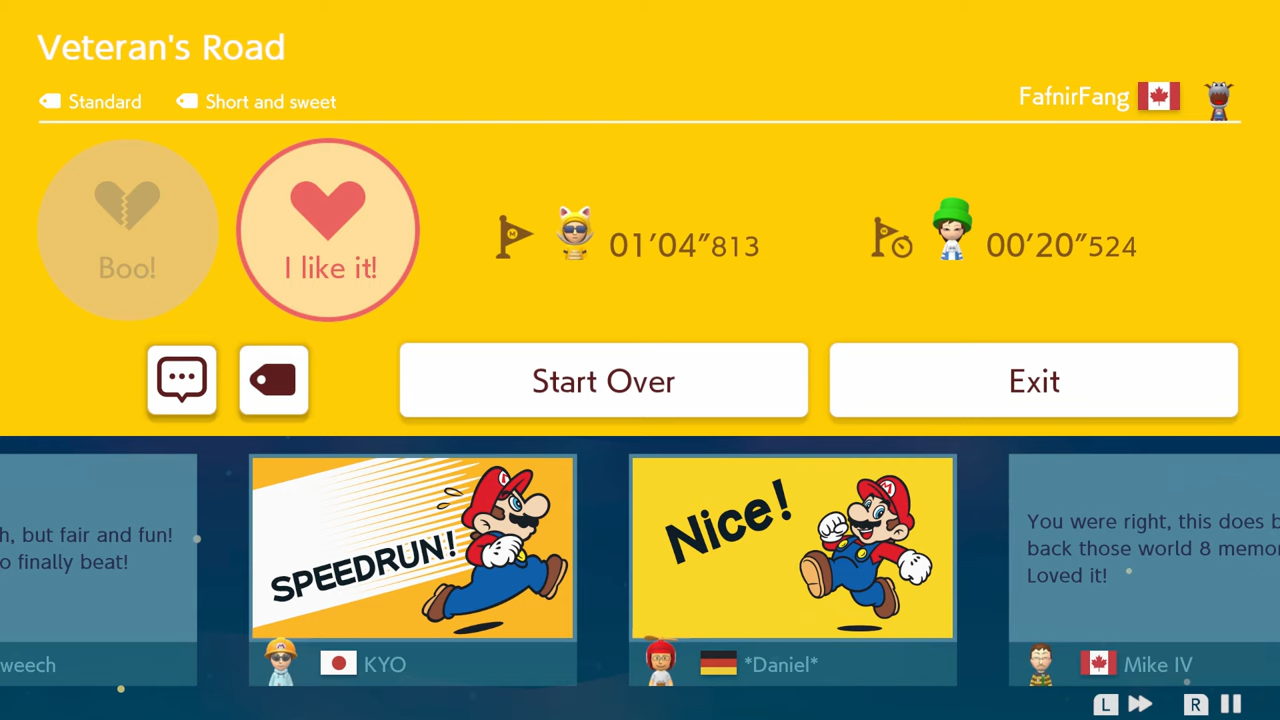 Veteran's Road
Standard
Short and sweet
FafnirFang
Boo!
I like it!
01'04"813
00'20"524
Start Over
Exit
h, but fair and fun!
o finally beat!
weech
SPEEDRUN!
KYO
Nice!
*Daniel*
You were right, this does b
back those world 8 memor
Loved it!
Mike IV
L
R